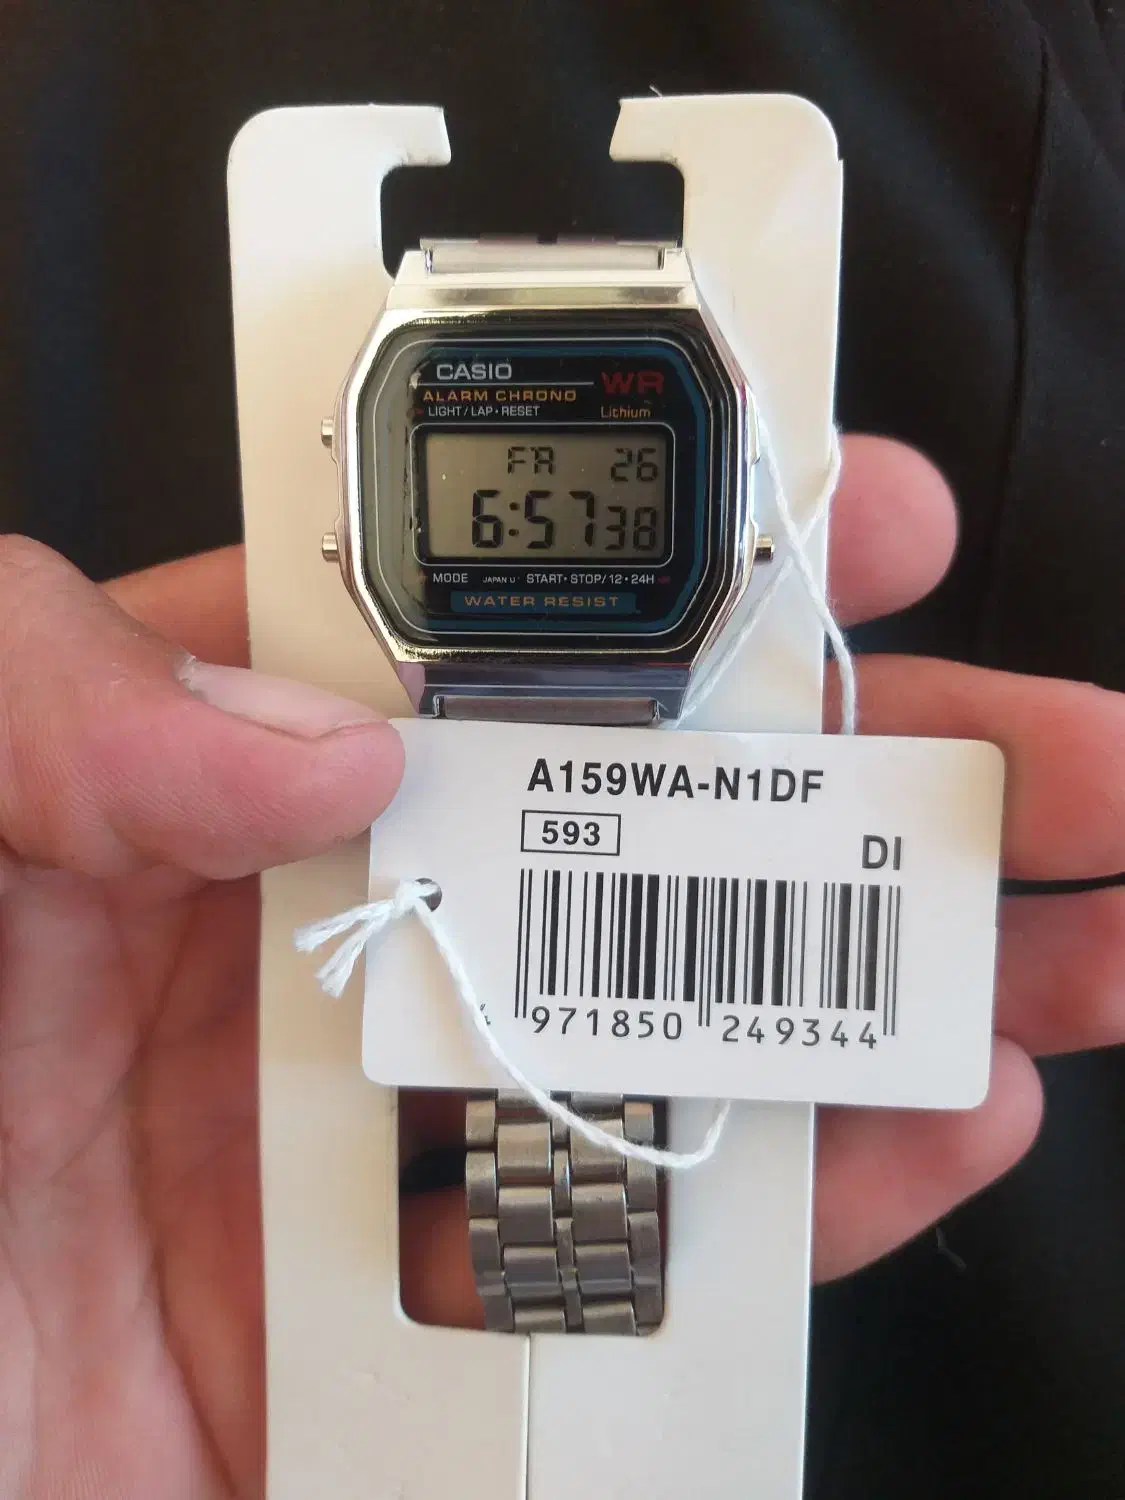 CASIO
WR
ALARM CHRONO
LIGHT/LAP•RESET
Lithium
FR 26
6:57 38
MODE JAPAN U START•STOP/12•24H
WATER RESIST
A159WA-N1DF
593
DI
4 971850 249344